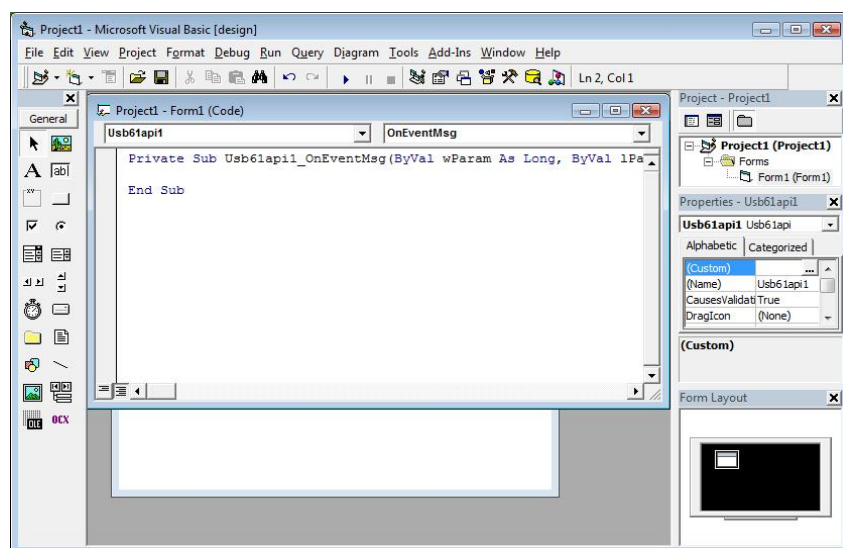 Project1 - Microsoft Visual Basic [design]
File Edit View Project Format Debug Run Query Diagram Tools Add-Ins Window Help
Ln 2, Col 1
General
A ab|
OLE OCX
Project1 - Form1 (Code)
Usb61api1 OnEventMsg
Private Sub Usb61api1_OnEventMsg(ByVal wParam As Long, ByVal lPa
End Sub
Project - Project1
Project1 (Project1)
Forms
Form1 (Form1)
Properties - Usb61api1
Usb61api1 Usb61api
Alphabetic Categorized
(Custom) ...
(Name) Usb61api1
CausesValidati True
DragIcon (None)
(Custom)
Form Layout